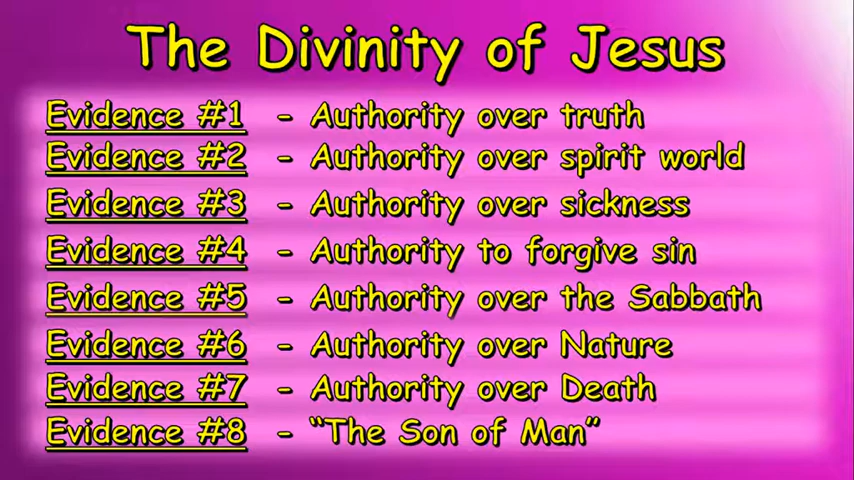 The Divinity of Jesus
Evidence #1 - Authority over truth
Evidence #2 - Authority over spirit world
Evidence #3 - Authority over sickness
Evidence #4 - Authority to forgive sin
Evidence #5 - Authority over the Sabbath
Evidence #6 - Authority over Nature
Evidence #7 - Authority over Death
Evidence #8 - “The Son of Man”